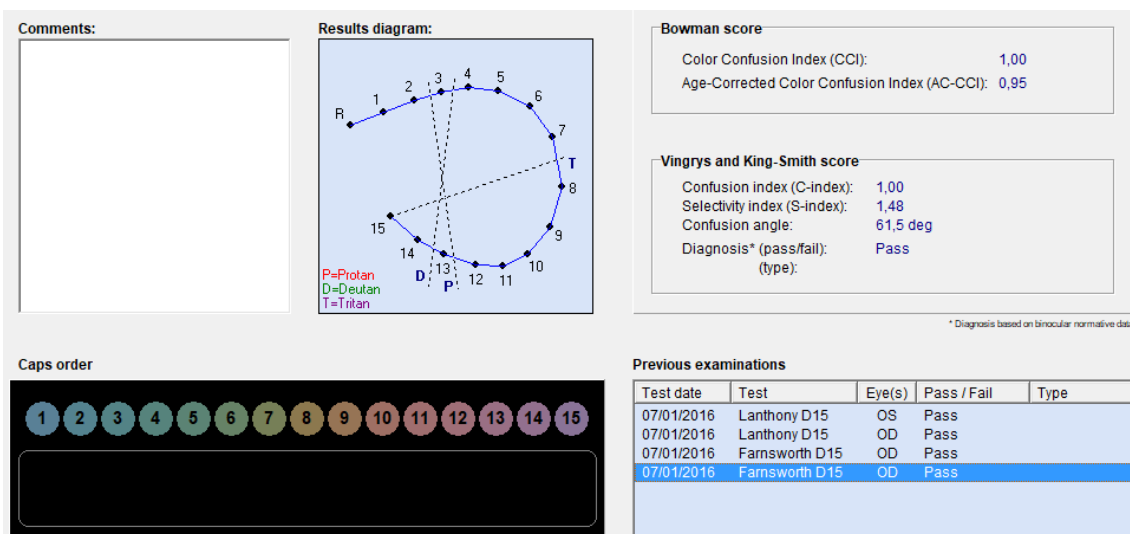 Comments:
Results diagram:
R
1
2
3
4
5
6
7
T
8
9
10
11
12
13
14
15
D
P
P=Protan
D=Deutan
T=Tritan
Bowman score
Color Confusion Index (CCI): 1,00
Age-Corrected Color Confusion Index (AC-CCI): 0,95
Vingrys and King-Smith score
Confusion index (C-index): 1,00
Selectivity index (S-index): 1,48
Confusion angle: 61,5 deg
Diagnosis* (pass/fail): Pass
(type):
* Diagnosis based on binocular normative data
Caps order
1 2 3 4 5 6 7 8 9 10 11 12 13 14 15
Previous examinations
Test date Test Eye(s) Pass / Fail Type
07/01/2016 Lanthony D15 OS Pass
07/01/2016 Lanthony D15 OD Pass
07/01/2016 Farnsworth D15 OD Pass
07/01/2016 Farnsworth D15 OD Pass